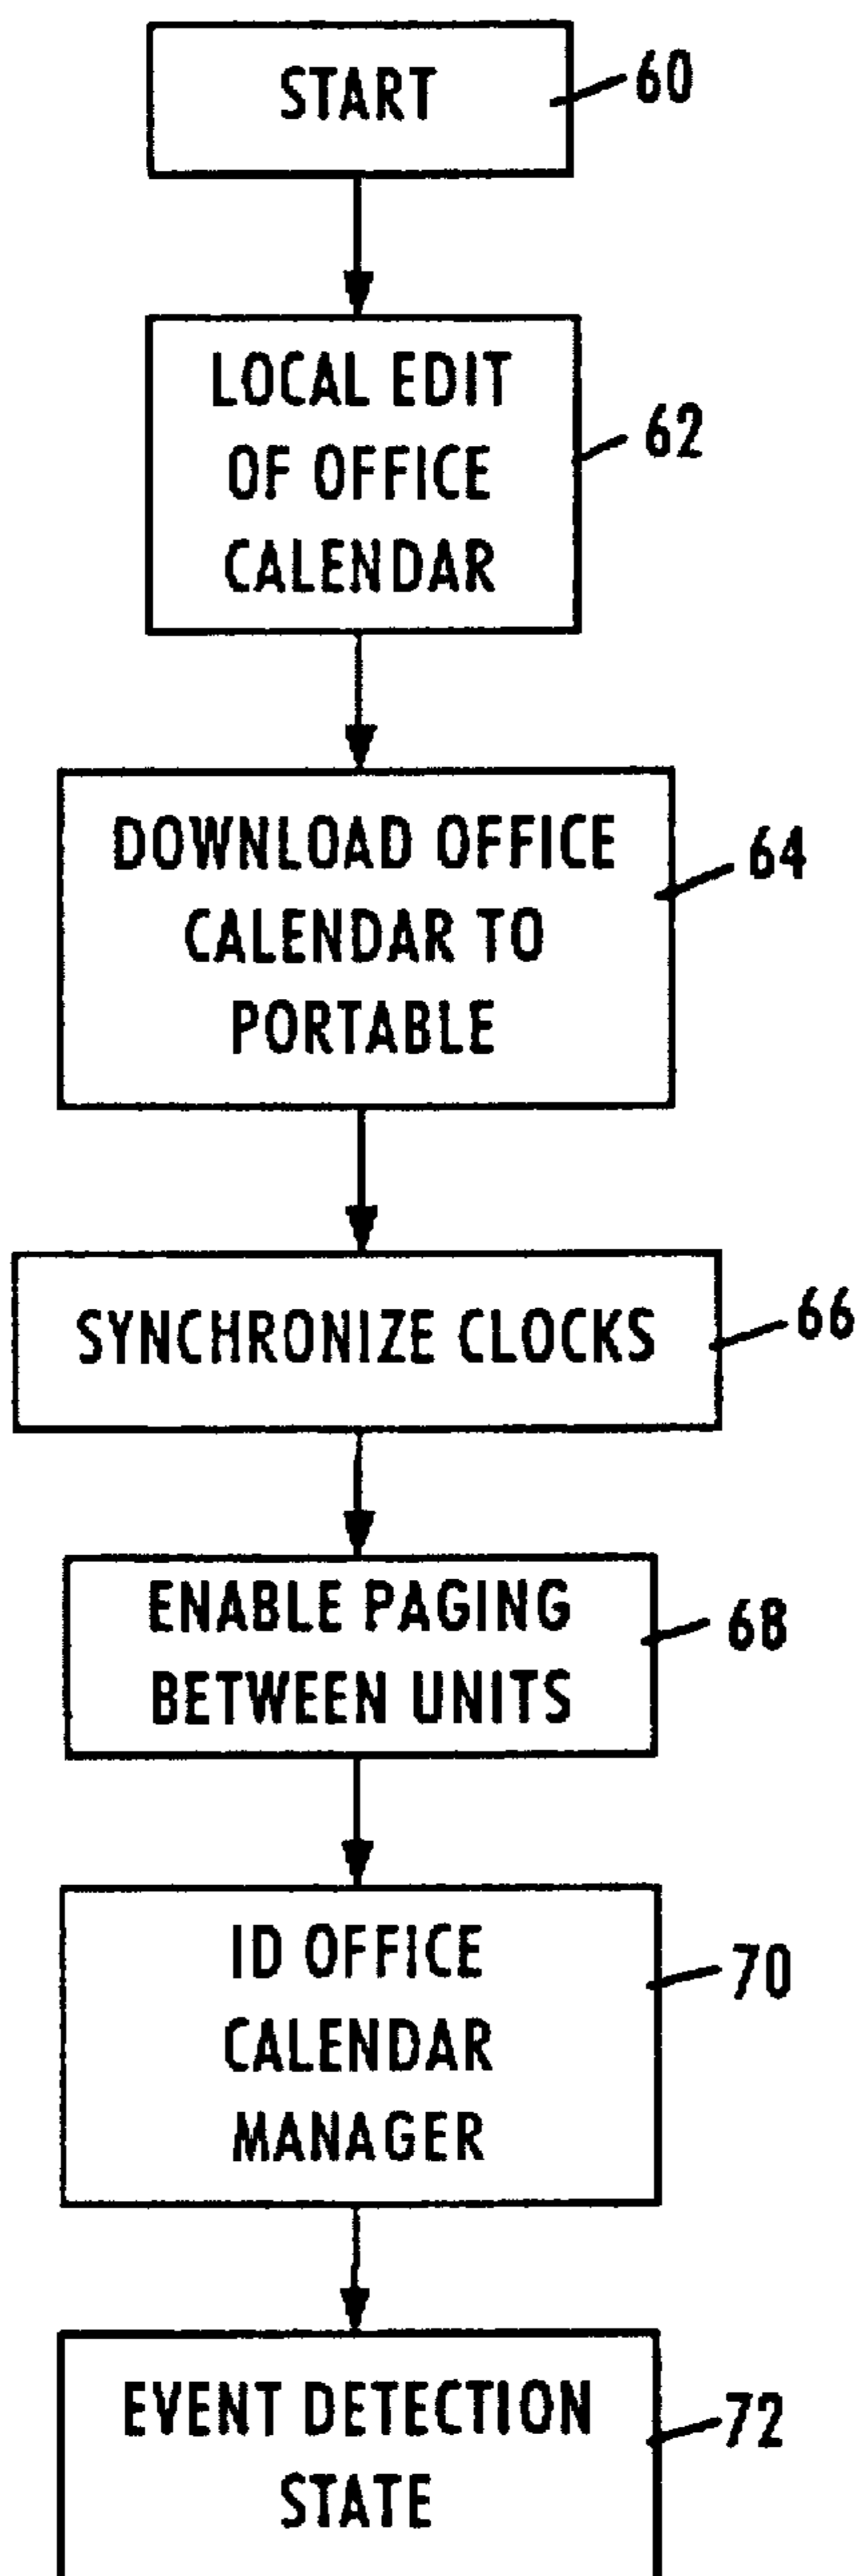 START
60
LOCAL EDIT
OF OFFICE
CALENDAR
62
DOWNLOAD OFFICE
CALENDAR TO
PORTABLE
64
SYNCHRONIZE CLOCKS
66
ENABLE PAGING
BETWEEN UNITS
68
ID OFFICE
CALENDAR
MANAGER
70
EVENT DETECTION
STATE
72